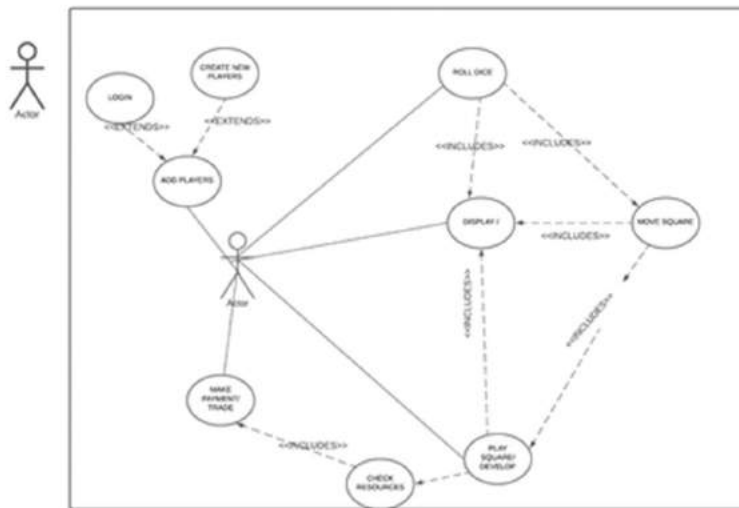 CREATE NEW
PLAYERS
ROLL DICE
LOGIN
Actor
<<EXTENDS>>
<<EXTENDS>>
<<INCLUDES>>
<<INCLUDES>>
ADD PLAYERS
DISPLAY /
MOVE SQUARE
<<INCLUDES>>
Actor
<<INCLUDES>>
<<INCLUDES>>
MAKE
PAYMENT/
TRADE
<<INCLUDES>>
PLAY
SQUARE/
DEVELOP
CHECK
RESOURCES